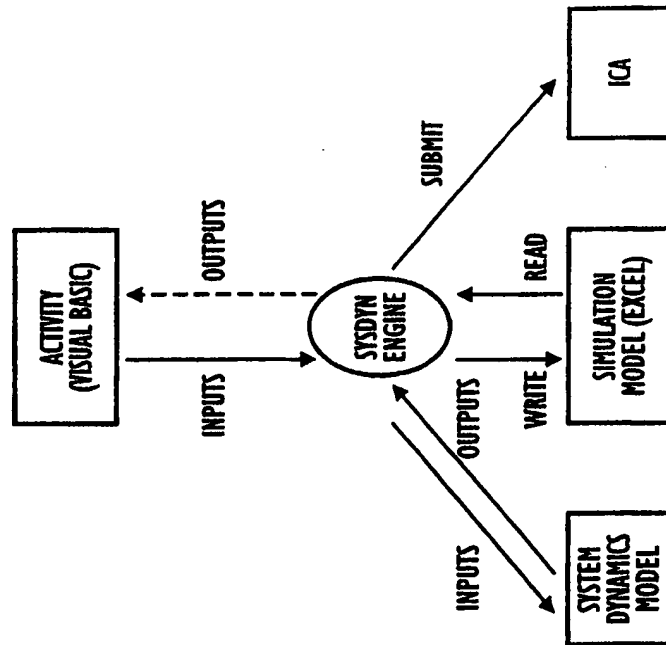 ACTIVITY
(VISUAL BASIC)
INPUTS
OUTPUTS
SYSDYN
ENGINE
SUBMIT
INPUTS
OUTPUTS
WRITE
READ
SYSTEM
DYNAMICS
MODEL
SIMULATION
MODEL (EXCEL)
ICA